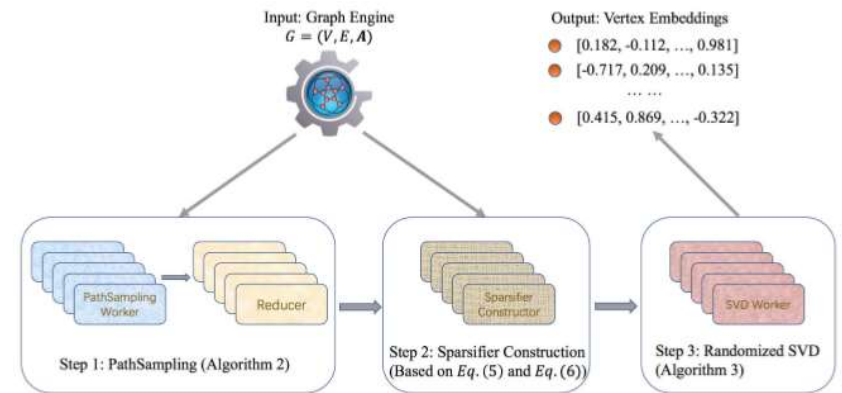 Input: Graph Engine
G = (V, E, A)
Output: Vertex Embeddings
[0.182, -0.112, …, 0.981]
[-0.717, 0.209, …, 0.135]
… …
[0.415, 0.869, …, -0.322]
PathSampling
Worker
Reducer
Step 1: PathSampling (Algorithm 2)
Sparsifier
Constructor
Step 2: Sparsifier Construction
(Based on Eq. (5) and Eq. (6))
SVD Worker
Step 3: Randomized SVD
(Algorithm 3)